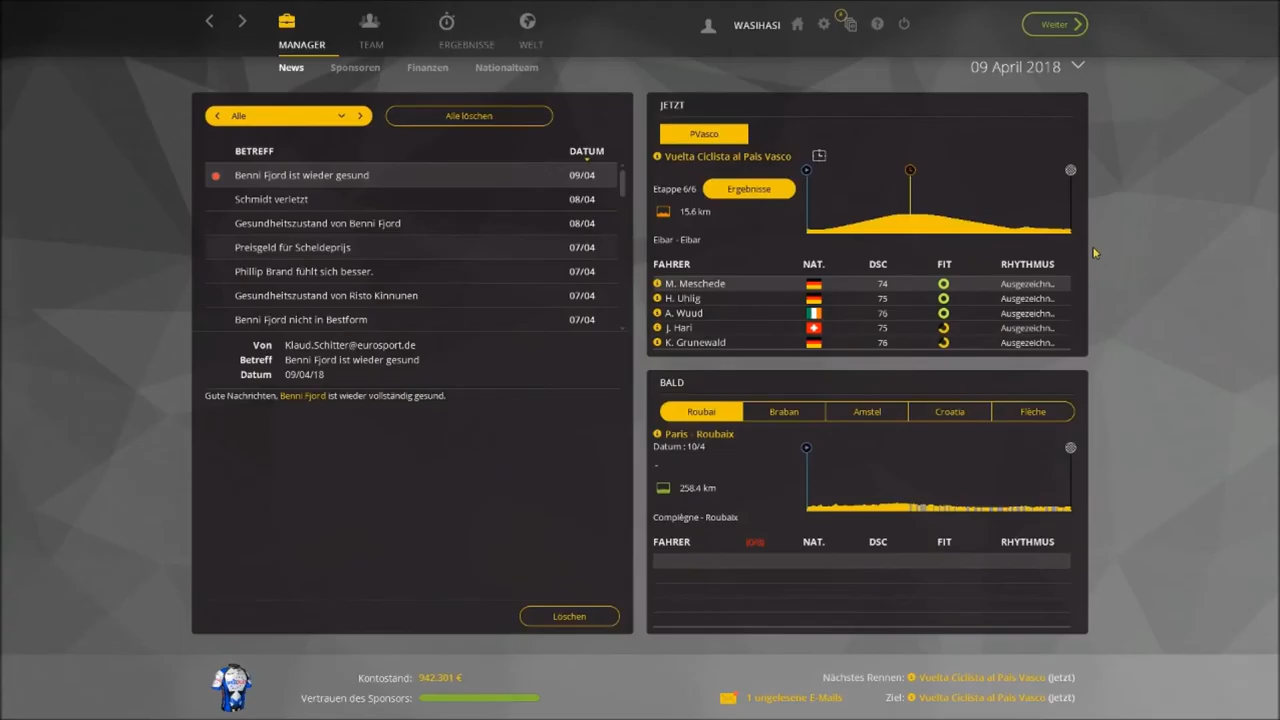 MANAGER
TEAM
ERGEBNISSE
WELT
WASIHASI
Weiter
News
Sponsoren
Finanzen
Nationalteam
09 April 2018
Alle
Alle löschen
BETREFF DATUM
Benni Fjord ist wieder gesund 09/04
Schmidt verletzt 08/04
Gesundheitszustand von Benni Fjord 08/04
Preisgeld für Scheldeprijs 07/04
Phillip Brand fühlt sich besser. 07/04
Gesundheitszustand von Risto Kinnunen 07/04
Benni Fjord nicht in Bestform 07/04
Von Klaud.Schitter@eurosport.de
Betreff Benni Fjord ist wieder gesund
Datum 09/04/18
Gute Nachrichten, Benni Fjord ist wieder vollständig gesund.
Löschen
JETZT
PVasco
Vuelta Ciclista al Pais Vasco
Etappe 6/6 Ergebnisse
15.6 km
Eibar - Eibar
FAHRER NAT. DSC FIT RHYTHMUS
M. Meschede 74 Ausgezeichn..
H. Uhlig 75 Ausgezeichn..
A. Wuud 76 Ausgezeichn..
J. Hari 75 Ausgezeichn..
K. Grunewald 76 Ausgezeichn..
BALD
Roubai Braban Amstel Croatia Flèche
Paris - Roubaix
Datum : 10/4
-
258.4 km
Compiègne - Roubaix
FAHRER NAT. DSC FIT RHYTHMUS
Kontostand: 942.301 €
Vertrauen des Sponsors:
1 ungelesene E-Mails
Nächstes Rennen: Vuelta Ciclista al Pais Vasco (Jetzt)
Ziel: Vuelta Ciclista al Pais Vasco (Jetzt)